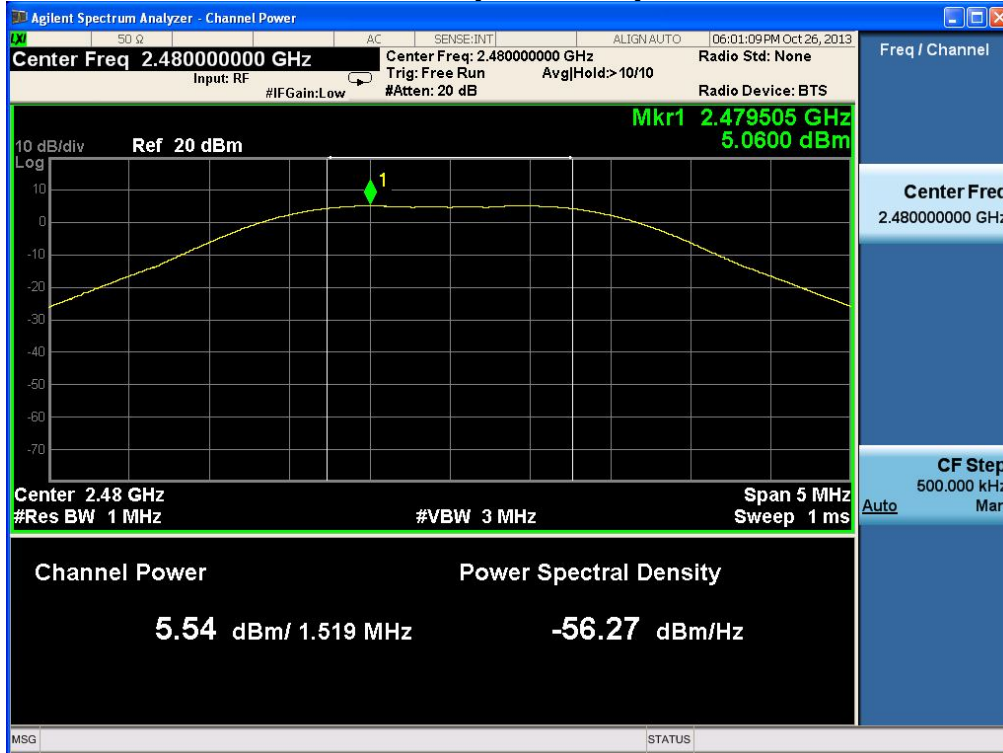 Agilent Spectrum Analyzer - Channel Power
LXI 50 Ω AC SENSE:INT ALIGN AUTO 06:01:09 PM Oct 26, 2013
Center Freq 2.480000000 GHz
Input: RF
#IFGain:Low
Center Freq: 2.480000000 GHz
Trig: Free Run Avg|Hold:>10/10
#Atten: 20 dB
Radio Std: None
Radio Device: BTS
Freq / Channel
Mkr1 2.479505 GHz
5.0600 dBm
10 dB/div Ref 20 dBm
Log
1
10
0
-10
-20
-30
-40
-50
-60
-70
Center Freq
2.480000000 GHz
Center 2.48 GHz Span 5 MHz
#Res BW 1 MHz #VBW 3 MHz Sweep 1 ms
CF Step
500.000 kHz
Auto Man
Channel Power Power Spectral Density
5.54 dBm/ 1.519 MHz -56.27 dBm/Hz
MSG STATUS